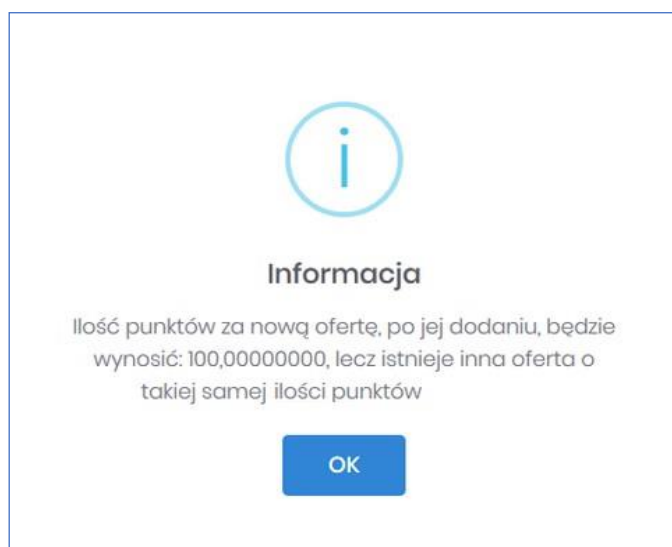 Informacja
Ilość punktów za nową ofertę, po jej dodaniu, będzie
wynosić: 100,00000000, lecz istnieje inna oferta o
takiej samej ilości punktów
OK